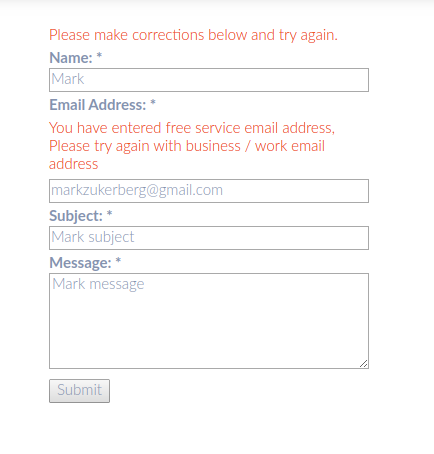 Please make corrections below and try again.
Name: *
Mark
Email Address: *
You have entered free service email address,
Please try again with business / work email
address
markzukerberg@gmail.com
Subject: *
Mark subject
Message: *
Mark message
Submit